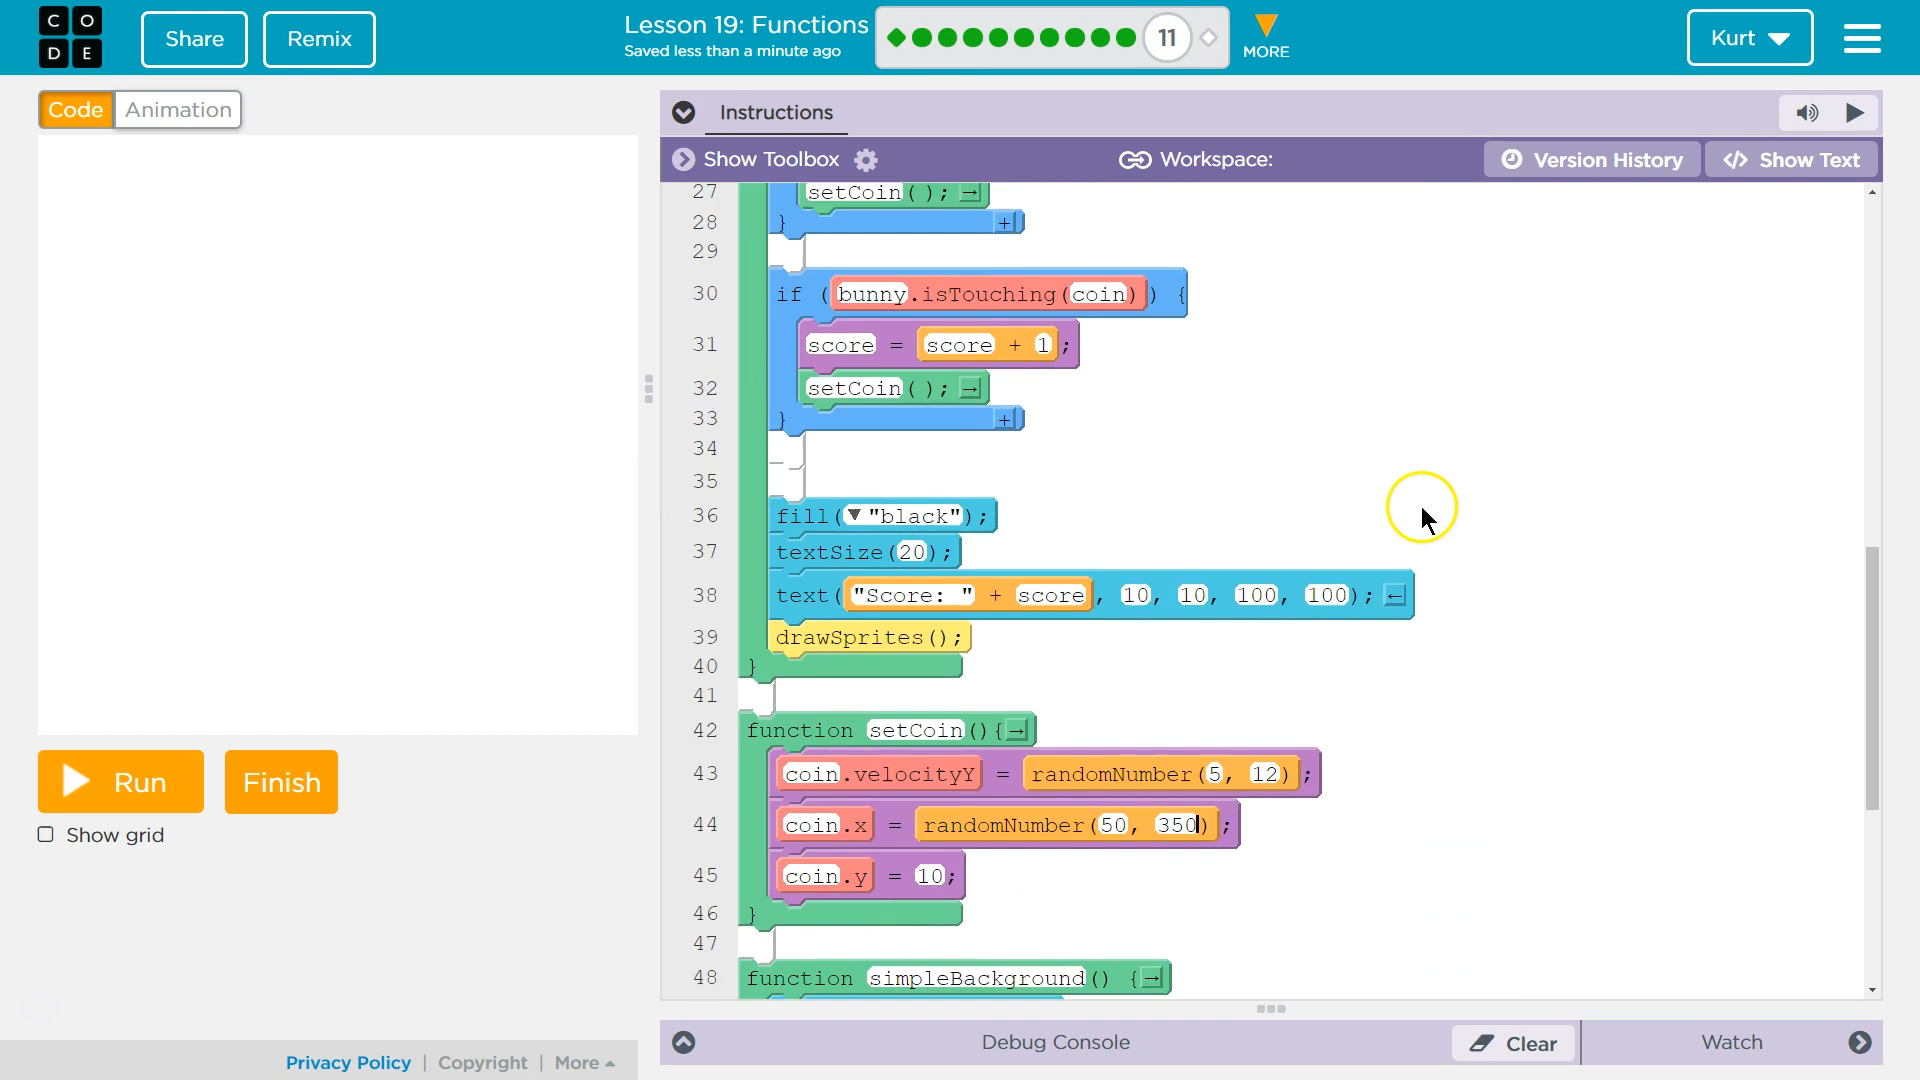 C O
D E
Share
Remix
Lesson 19: Functions
Saved less than a minute ago
11
MORE
Kurt
Code
Animation
Instructions
Show Toolbox
Workspace:
Version History
</> Show Text
27 setCoin( ); →
28 } +
29
30 if (bunny.isTouching(coin)) {
31 score = score + 1;
32 setCoin( ); →
33 } +
34
35
36 fill(▼ "black");
37 textSize(20);
38 text("Score: " + score, 10, 10, 100, 100); ←
39 drawSprites();
40 }
41
42 function setCoin(){→
43 coin.velocityY = randomNumber(5, 12);
44 coin.x = randomNumber(50, 350);
45 coin.y = 10;
46 }
47
48 function simpleBackground() {→
Run
Finish
Show grid
Debug Console
Clear
Watch
Privacy Policy | Copyright | More